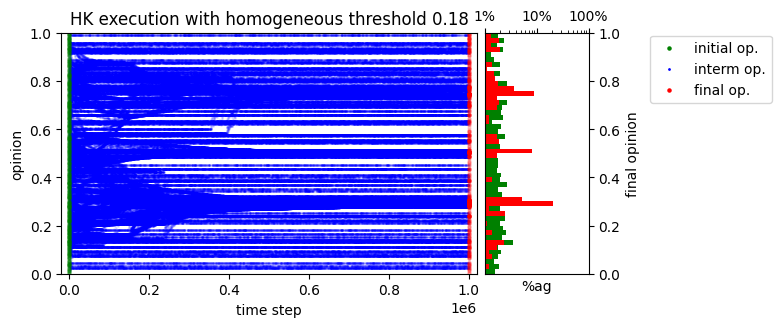 HK execution with homogeneous threshold 0.18
1% 10% 100%
1.0
0.8
0.6
0.4
0.2
0.0
opinion
0.0 0.2 0.4 0.6 0.8 1.0
1e6
time step
%ag
1.0
0.8
0.6
0.4
0.2
0.0
final opinion
initial op.
interm op.
final op.